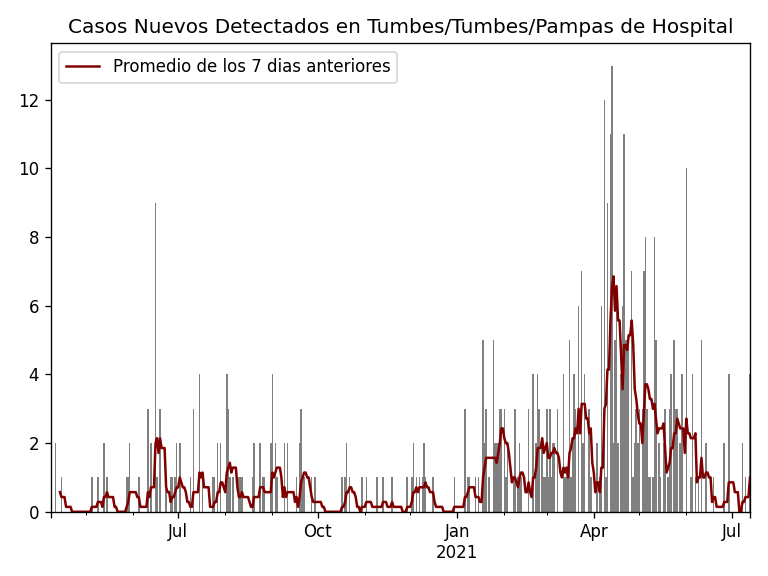 Casos Nuevos Detectados en Tumbes/Tumbes/Pampas de Hospital
Promedio de los 7 dias anteriores
12
10
8
6
4
2
0
Jul
Oct
Jan
Apr
Jul
2021